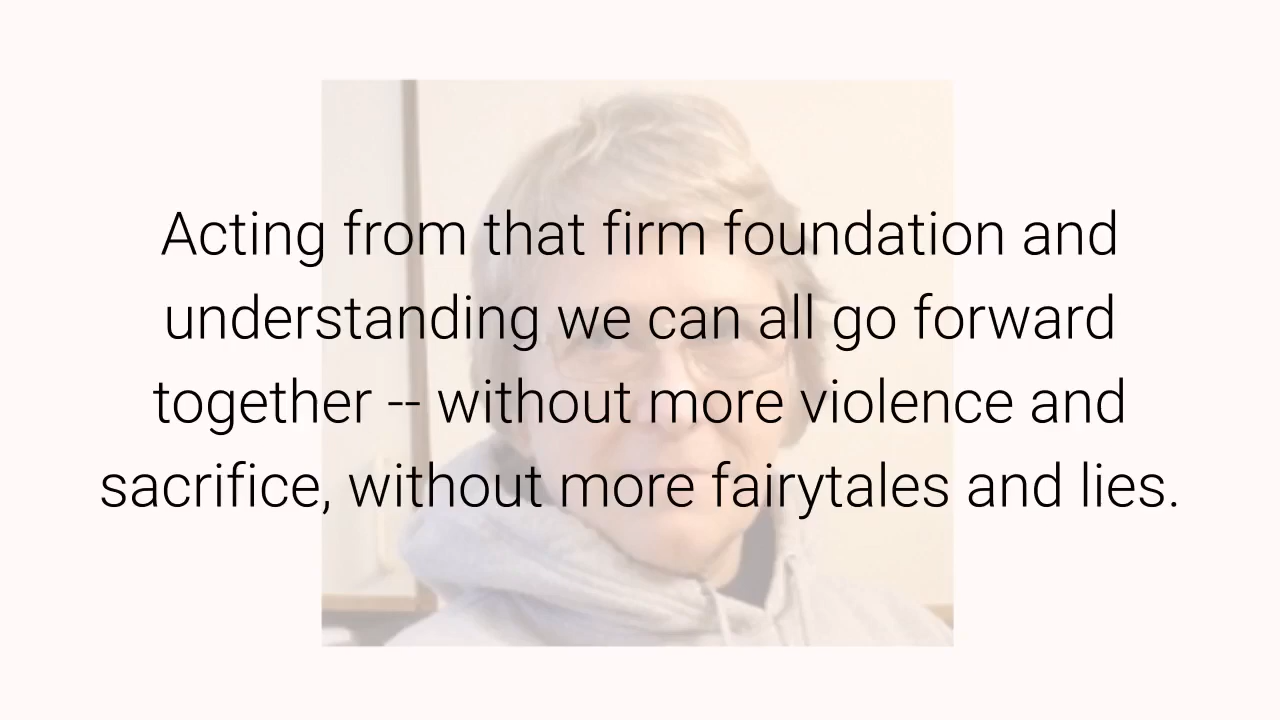 Acting from that firm foundation and
understanding we can all go forward
together -- without more violence and
sacrifice, without more fairytales and lies.